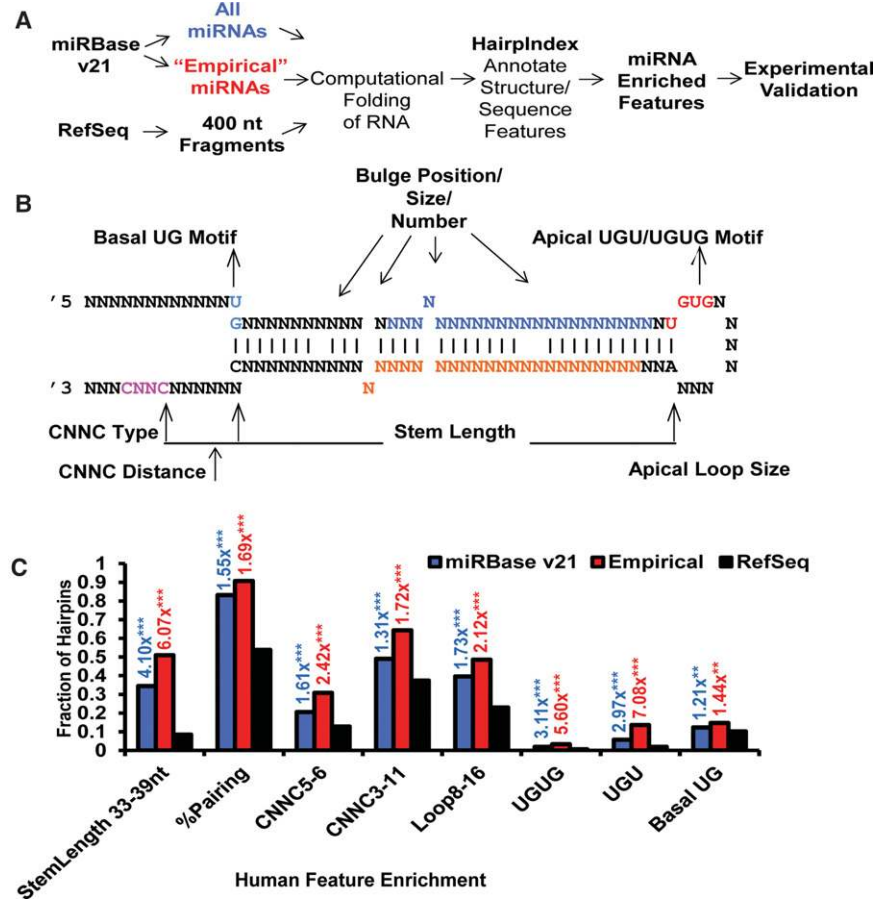 A
miRBase
v21
All
miRNAs
“Empirical”
miRNAs
RefSeq
400 nt
Fragments
Computational
Folding
of RNA
HairpIndex
Annotate
Structure/
Sequence
Features
miRNA
Enriched
Features
Experimental
Validation
B
Bulge Position/
Size/
Number
Basal UG Motif
Apical UGU/UGUG Motif
′5 NNNNNNNNNNNNU N GUGN
GNNNNNNNNNN NNNN NNNNNNNNNNNNNNNNNNNU N
N
CNNNNNNNNNN NNNN NNNNNNNNNNNNNNNNNNNA N
′3 NNNCNNCNNNNNN N NNN
CNNC Type
Stem Length
CNNC Distance
Apical Loop Size
C
miRBase v21 Empirical RefSeq
Fraction of Hairpins
1
0.9
0.8
0.7
0.6
0.5
0.4
0.3
0.2
0.1
0
4.10x***
6.07x***
1.55x***
1.69x***
1.61x***
2.42x***
1.31x***
1.72x***
1.73x***
2.12x***
3.11x***
5.60x***
2.97x***
7.08x***
1.21x**
1.44x**
StemLength 33-39nt
%Pairing
CNNC5-6
CNNC3-11
Loop8-16
UGUG
UGU
Basal UG
Human Feature Enrichment